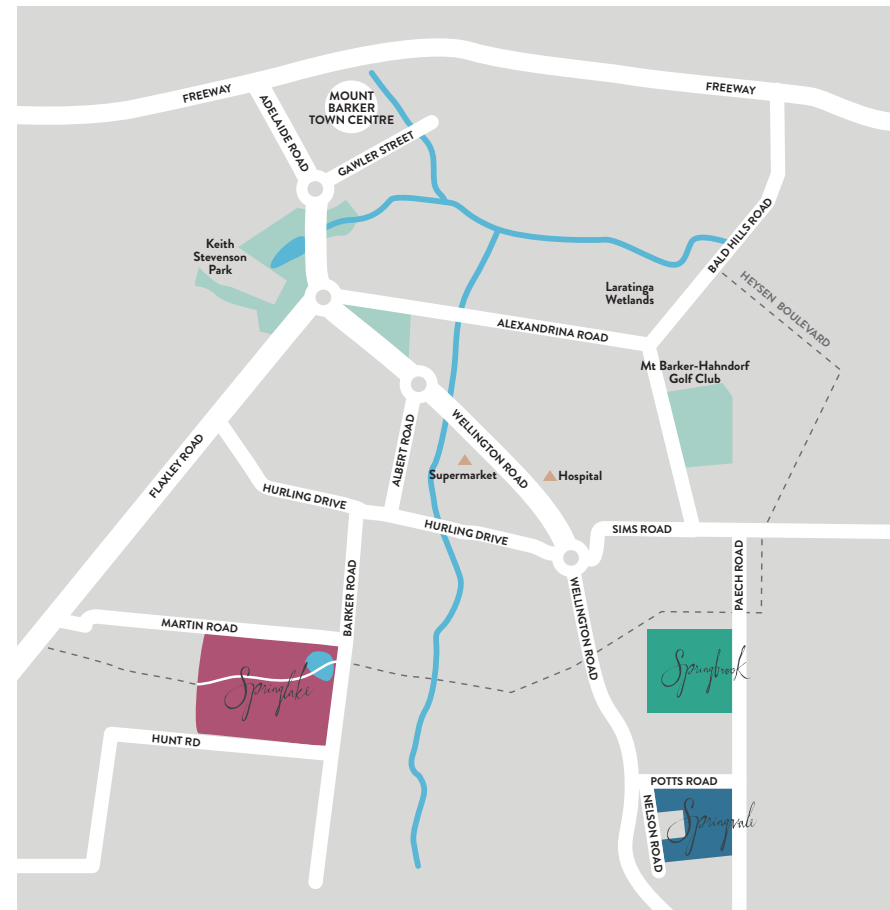 FREEWAY
FREEWAY
MOUNT
BARKER
TOWN CENTRE
ADELAIDE ROAD
GAWLER STREET
BALD HILLS ROAD
Keith
Stevenson
Park
HEYSEN BOULEVARD
Laratinga
Wetlands
ALEXANDRINA ROAD
Mt Barker-Hahndorf
Golf Club
FLAXLEY ROAD
ALBERT ROAD
WELLINGTON ROAD
Supermarket
Hospital
HURLING DRIVE
HURLING DRIVE
SIMS ROAD
PAECH ROAD
BARKER ROAD
WELLINGTON ROAD
MARTIN ROAD
Springlake
Springbrook
HUNT RD
POTTS ROAD
NELSON ROAD
Springvale